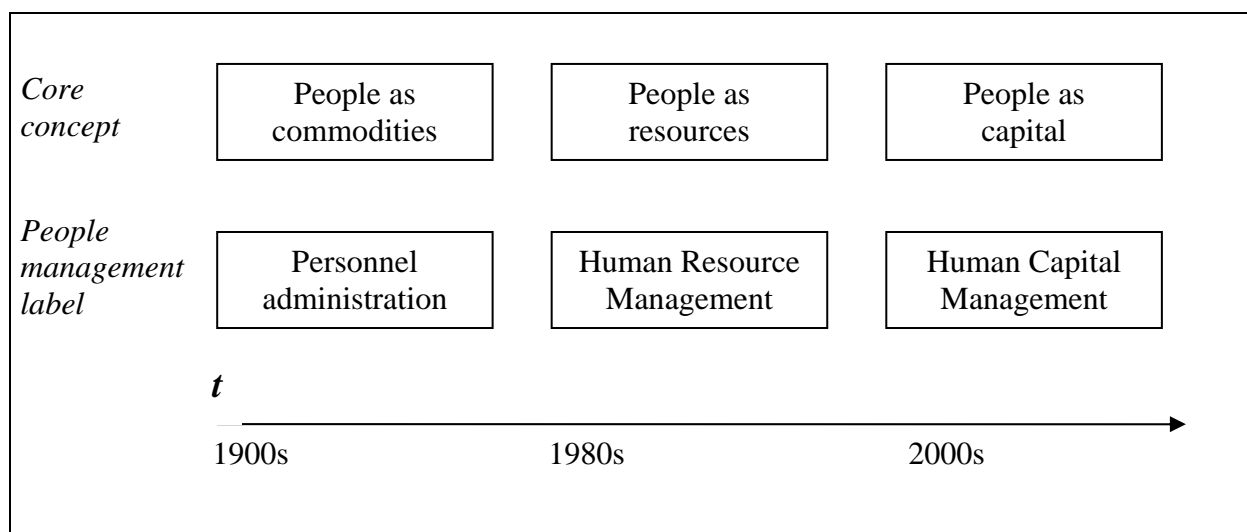 Core
concept
People as
commodities
People as
resources
People as
capital
People
management
label
Personnel
administration
Human Resource
Management
Human Capital
Management
t
1900s
1980s
2000s